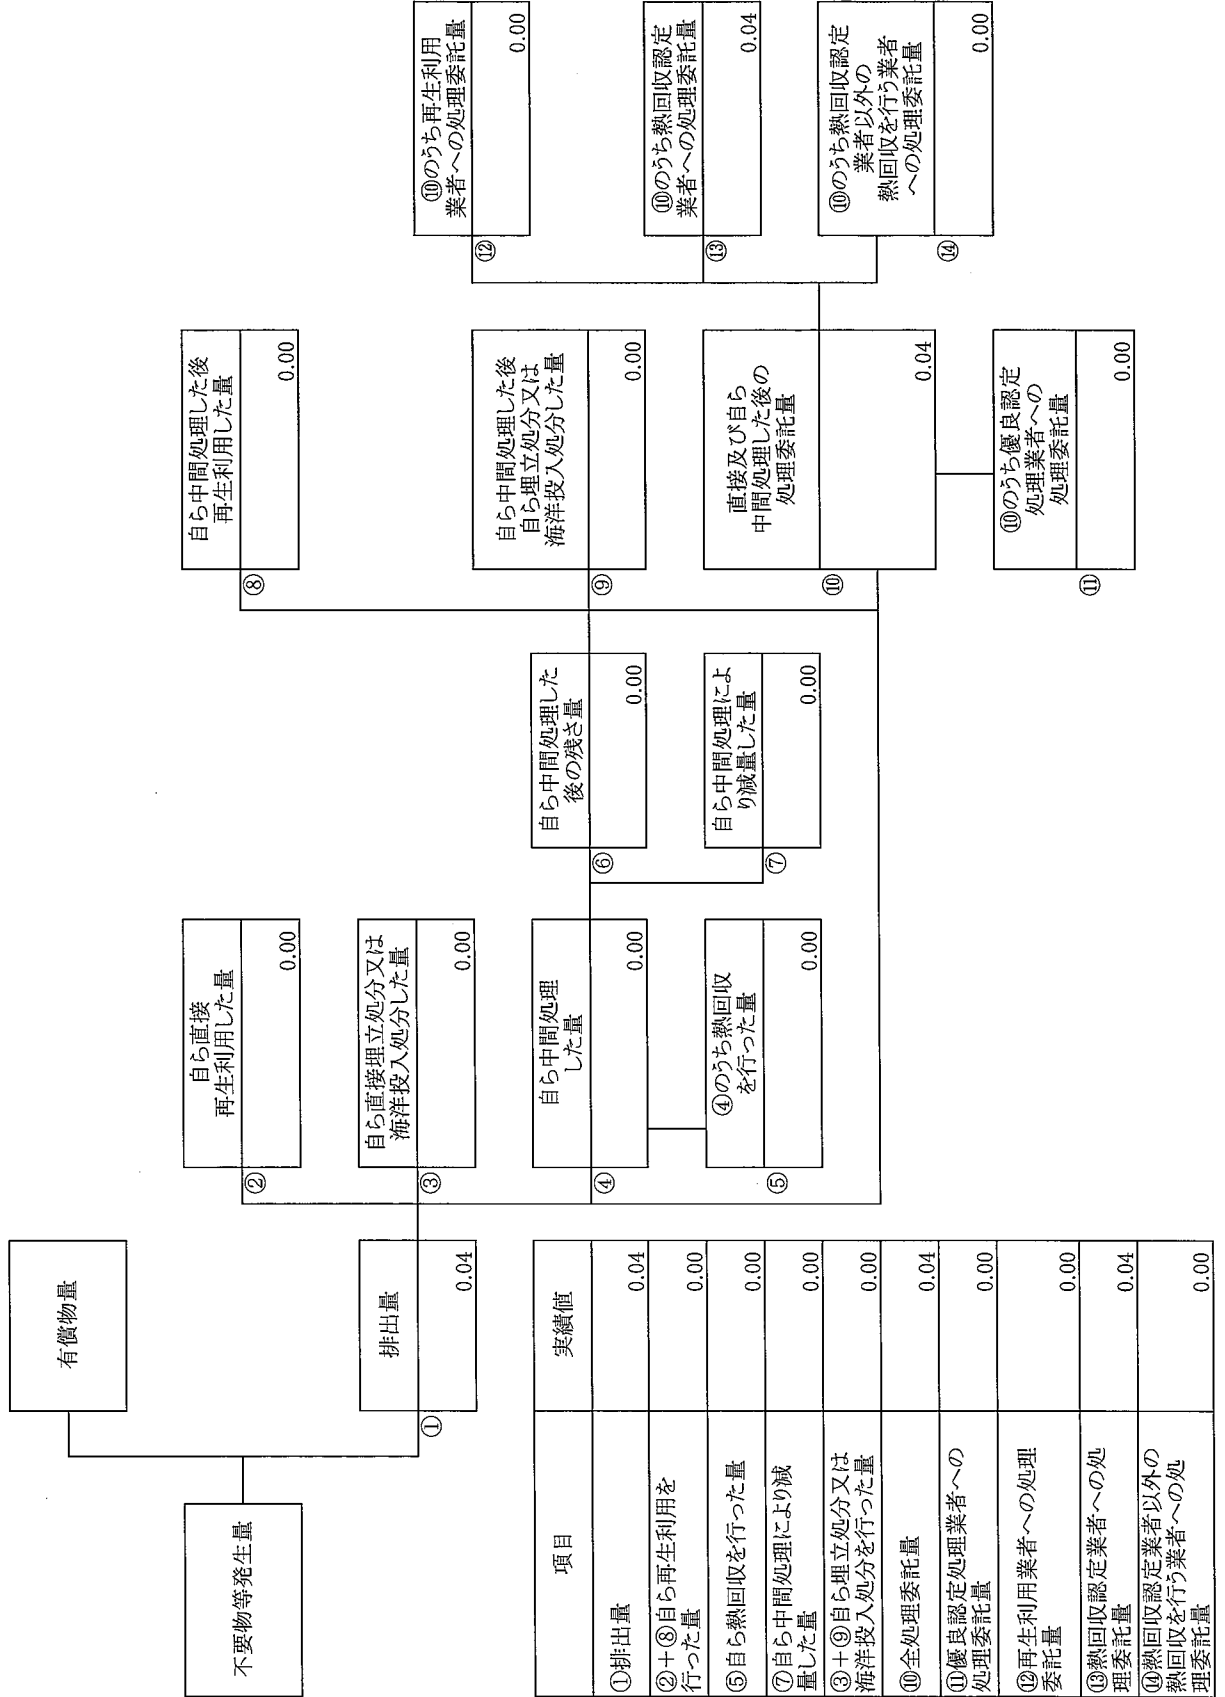 不要物等発生量
有償物量
①
排出量
0.04
②
自ら直接
再生利用した量
0.00
③
自ら直接埋立処分又は
海洋投入処分した量
0.00
④
自ら中間処理
した量
0.00
⑤
④のうち熱回収
を行った量
0.00
⑥
自ら中間処理した
後の残さ量
0.00
⑦
自ら中間処理によ
り減量した量
0.00
⑧
自ら中間処理した後
再生利用した量
0.00
⑨
自ら中間処理した後
自ら埋立処分又は
海洋投入処分した量
0.00
⑩
直接及び自ら
中間処理した後の
処理委託量
0.04
⑪
⑩のうち優良認定
処理業者への
処理委託量
0.00
⑫
⑩のうち再生利用
業者への処理委託量
0.00
⑬
⑩のうち熱回収認定
業者への処理委託量
0.04
⑭
⑩のうち熱回収認定
業者以外の
熱回収を行う業者
への処理委託量
0.00
項目 実績値
①排出量 0.04
②+⑧自ら再生利用を
行った量 0.00
⑤自ら熱回収を行った量 0.00
⑦自ら中間処理により減
量した量 0.00
③+⑨自ら埋立処分又は
海洋投入処分を行った量 0.00
⑩全処理委託量 0.04
⑪優良認定処理業者への
処理委託量 0.00
⑫再生利用業者への処理
委託量 0.00
⑬熱回収認定業者への処
理委託量 0.04
⑭熱回収認定業者以外の
熱回収を行う業者への処
理委託量 0.00